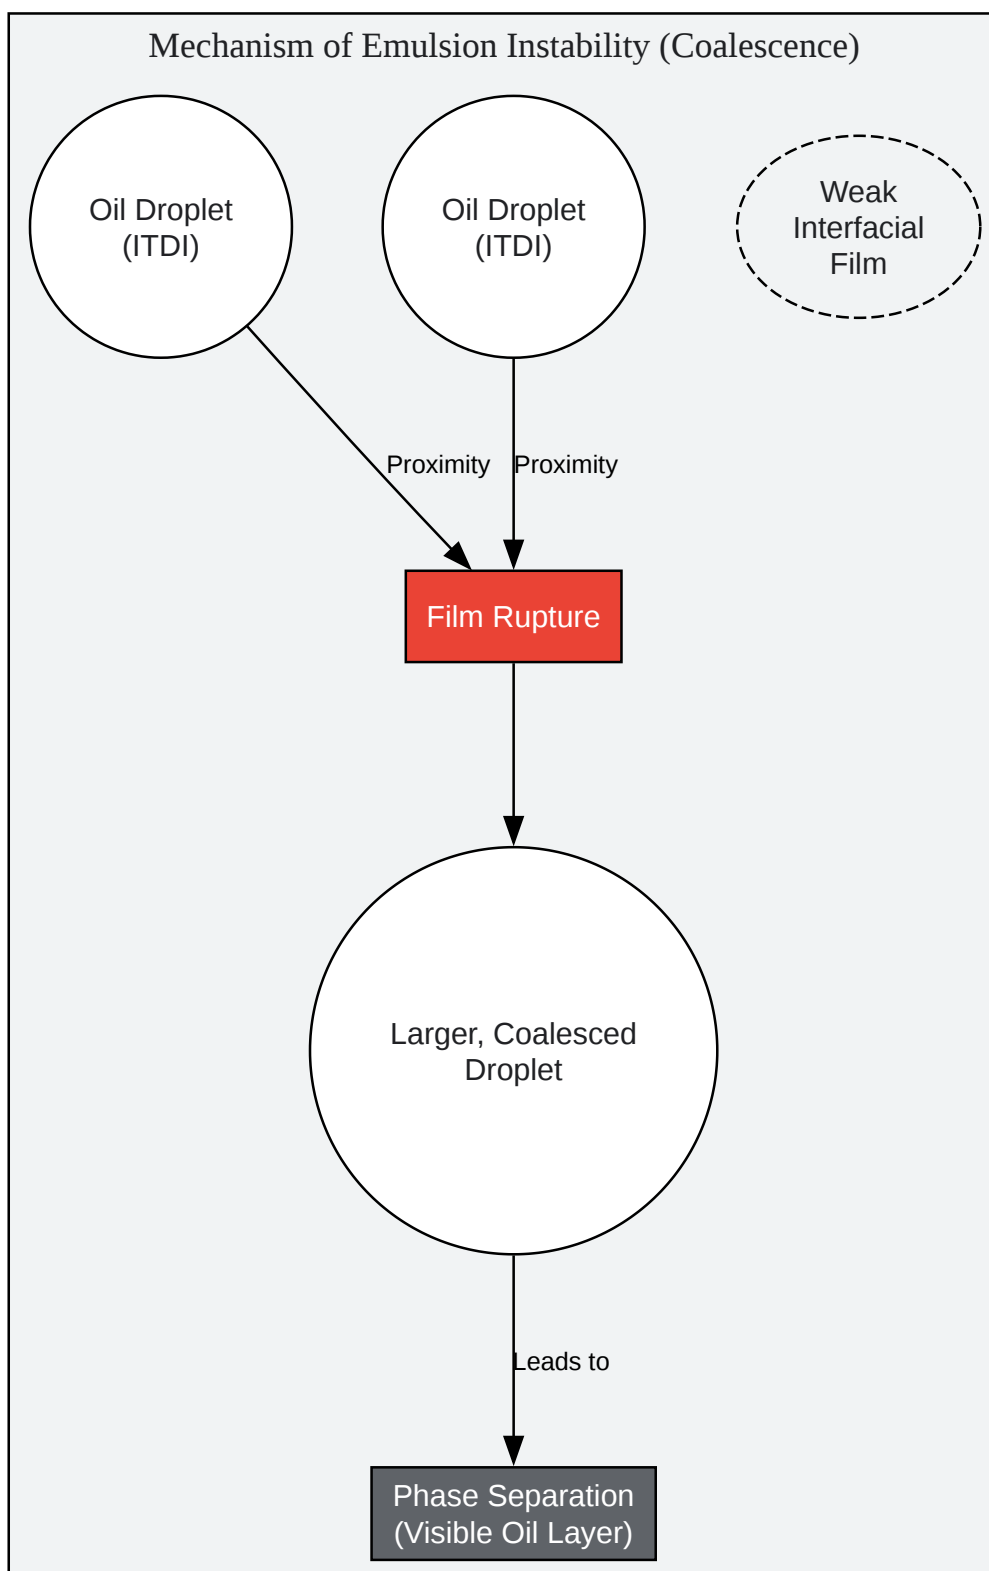 Mechanism of Emulsion Instability (Coalescence)
Oil Droplet
(ITDI)
Oil Droplet
(ITDI)
Weak
Interfacial
Film
Proximity
Proximity
Film Rupture
Larger, Coalesced
Droplet
Leads to
Phase Separation
(Visible Oil Layer)